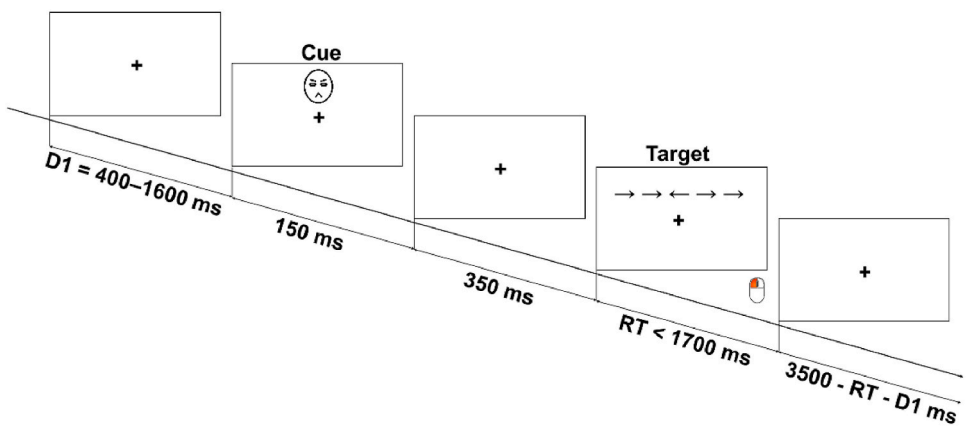 Cue
Target
D1 = 400–1600 ms
150 ms
350 ms
RT < 1700 ms
3500 - RT - D1 ms